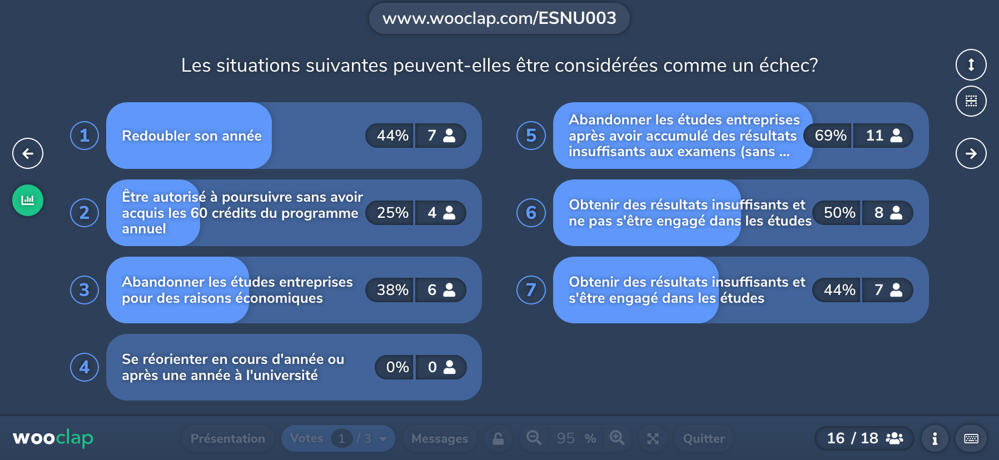 www.wooclap.com/ESNU003
Les situations suivantes peuvent-elles être considérées comme un échec?
1
Redoubler son année
44%
7
2
Être autorisé à poursuivre sans avoir
acquis les 60 crédits du programme
annuel
25%
4
3
Abandonner les études entreprises
pour des raisons économiques
38%
6
4
Se réorienter en cours d'année ou
après une année à l'université
0%
0
5
Abandonner les études entreprises
après avoir accumulé des résultats
insuffisants aux examens (sans ...
69%
11
6
Obtenir des résultats insuffisants et
ne pas s'être engagé dans les études
50%
8
7
Obtenir des résultats insuffisants et
s'être engagé dans les études
44%
7
wooclap
Présentation
Votes 1 / 3
Messages
95 %
Quitter
16 / 18